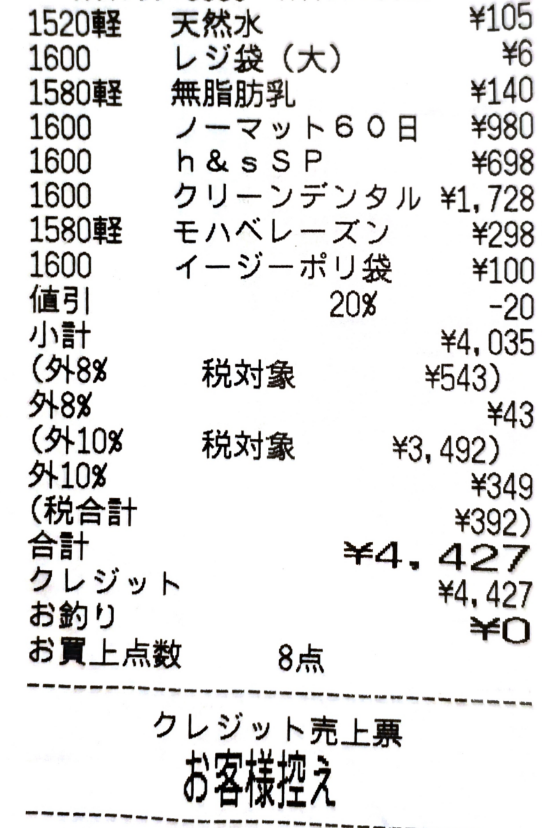 1520軽 天然水 ¥105
1600 レジ袋(大) ¥6
1580軽 無脂肪乳 ¥140
1600 ノーマット60日 ¥980
1600 h&sSP ¥698
1600 クリーンデンタル ¥1,728
1580軽 モハベレーズン ¥298
1600 イージーポリ袋 ¥100
値引 20% -20
小計 ¥4,035
(外8% 税対象 ¥543)
外8% ¥43
(外10% 税対象 ¥3,492)
外10% ¥349
(税合計 ¥392)
合計 ¥4,427
クレジット ¥4,427
お釣り ¥0
お買上点数 8点
クレジット売上票
お客様控え